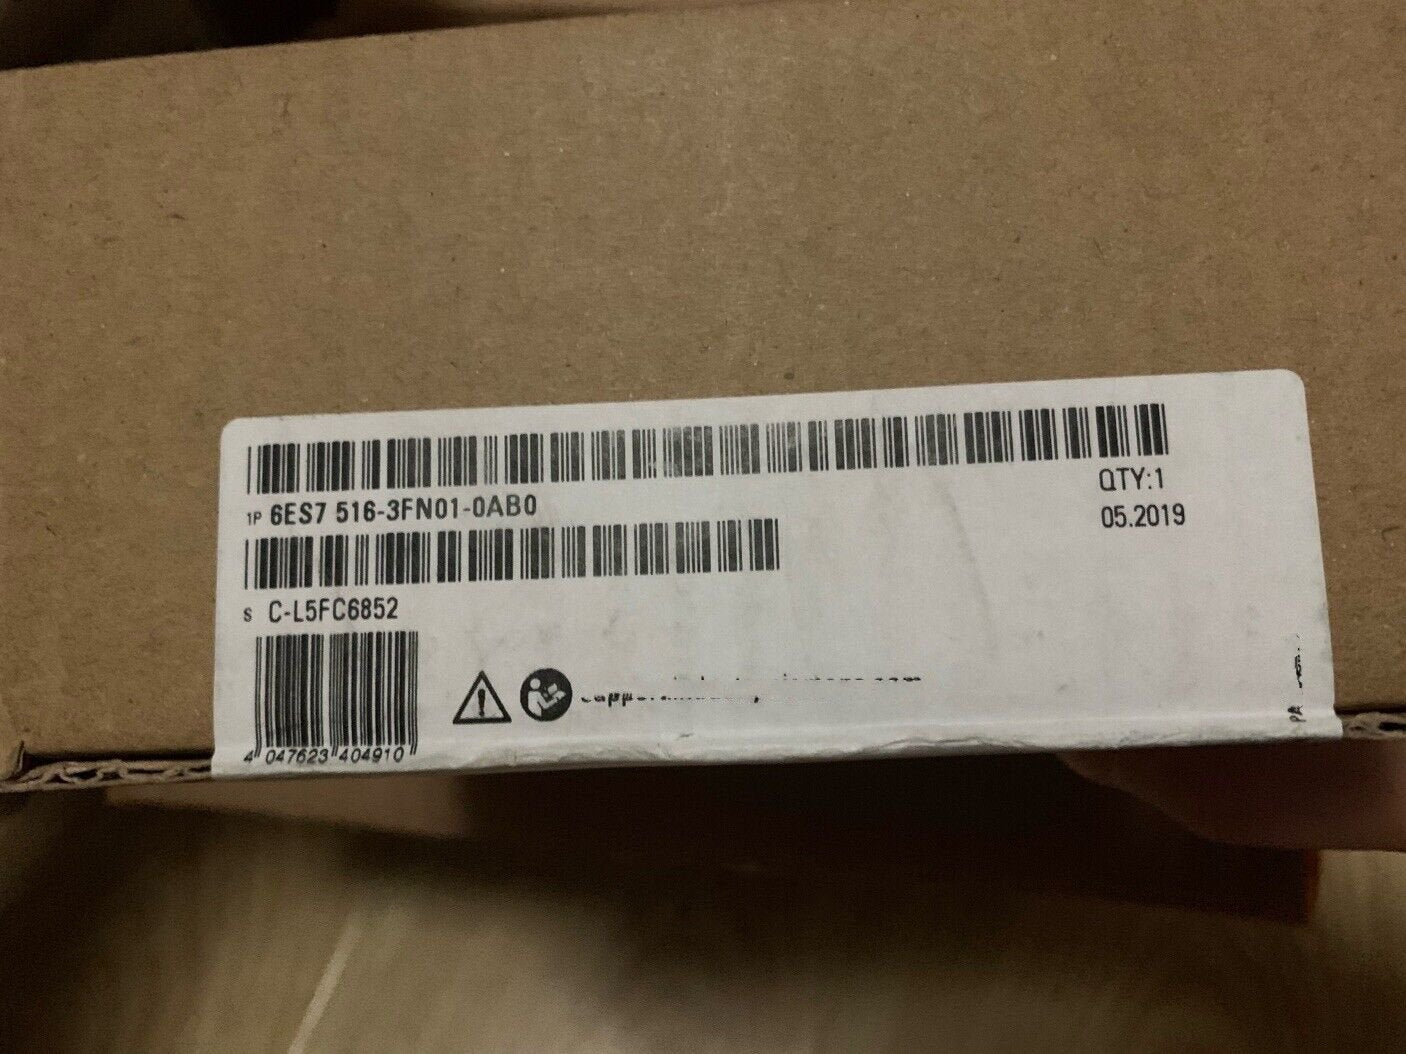 1P 6ES7 516-3FN01-0AB0
QTY:1
05.2019
S C-L5FC6852
4 047623 404910